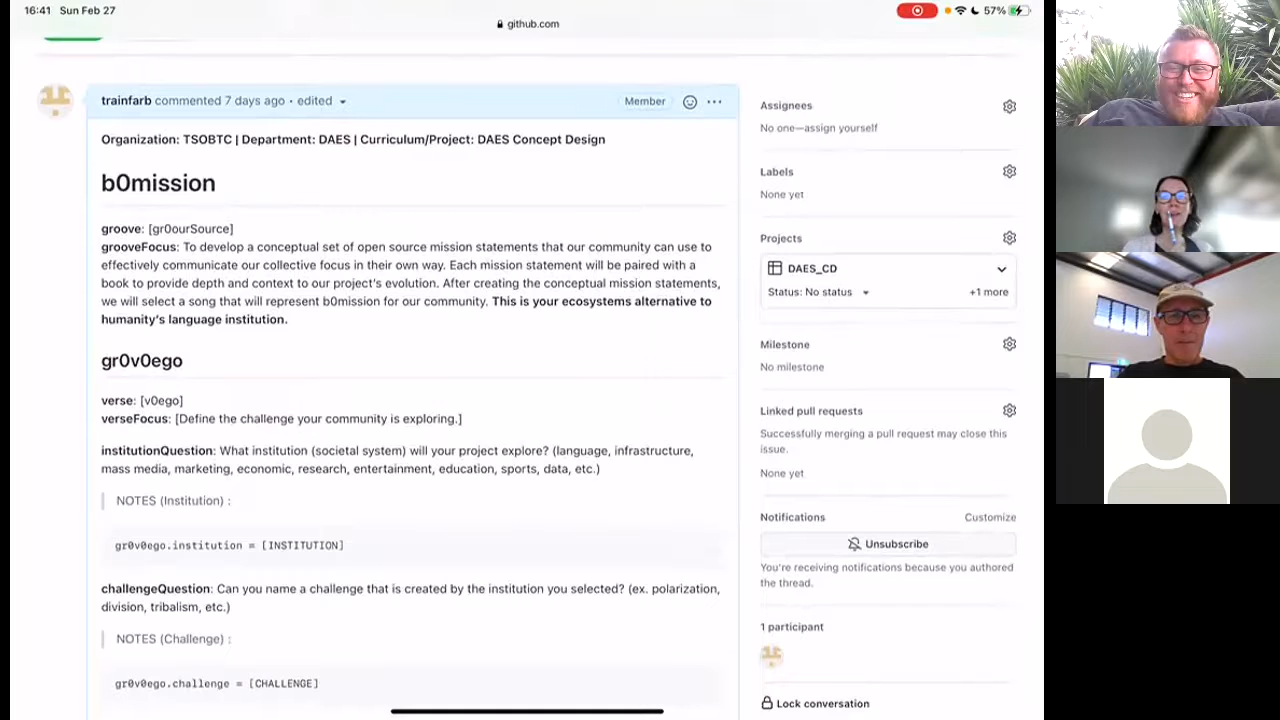 16:41 Sun Feb 27
57%
github.com
trainfarb commented 7 days ago • edited
Member
Organization: TSOBTC | Department: DAES | Curriculum/Project: DAES Concept Design
b0mission
groove: [gr0ourSource]
grooveFocus: To develop a conceptual set of open source mission statements that our community can use to
effectively communicate our collective focus in their own way. Each mission statement will be paired with a
book to provide depth and context to our project's evolution. After creating the conceptual mission statements,
we will select a song that will represent b0mission for our community. This is your ecosystems alternative to
humanity's language institution.
gr0v0ego
verse: [v0ego]
verseFocus: [Define the challenge your community is exploring.]
institutionQuestion: What institution (societal system) will your project explore? (language, infrastructure,
mass media, marketing, economic, research, entertainment, education, sports, data, etc.)
NOTES (Institution) :
gr0v0ego.institution = [INSTITUTION]
challengeQuestion: Can you name a challenge that is created by the institution you selected? (ex. polarization,
division, tribalism, etc.)
NOTES (Challenge) :
gr0v0ego.challenge = [CHALLENGE]
Assignees
No one—assign yourself
Labels
None yet
Projects
DAES_CD
Status: No status
+1 more
Milestone
No milestone
Linked pull requests
Successfully merging a pull request may close this
issue.
None yet
Notifications
Customize
Unsubscribe
You're receiving notifications because you authored
the thread.
1 participant
Lock conversation